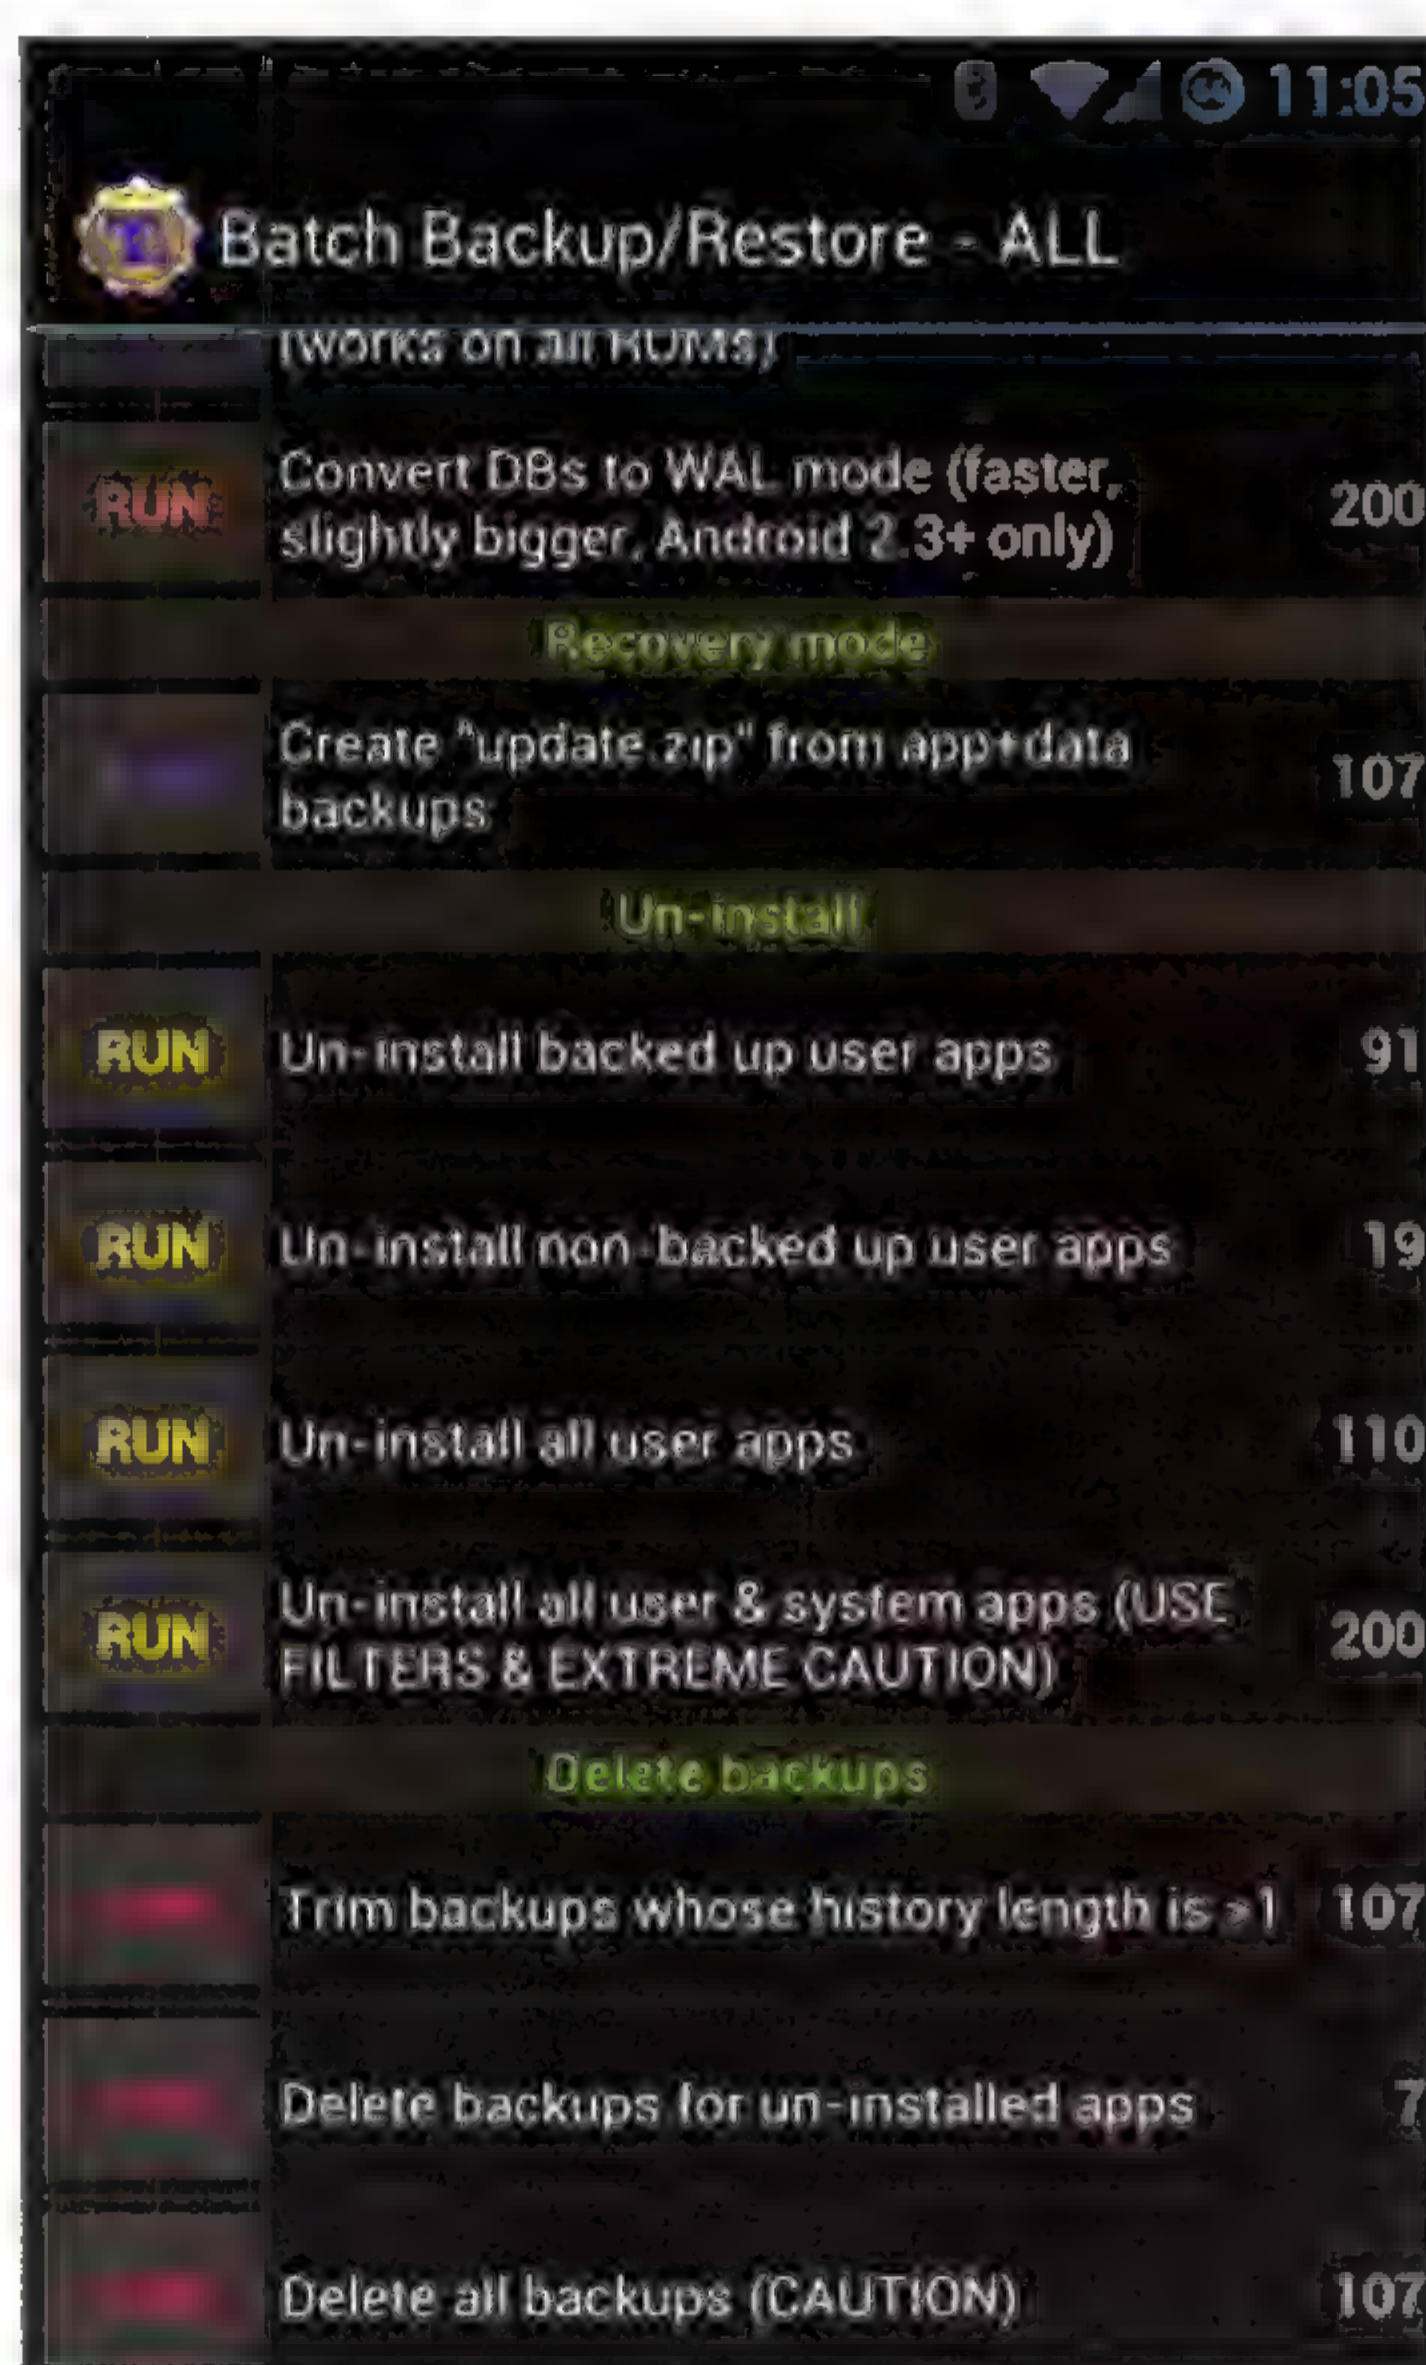 11:05
Batch Backup/Restore - ALL
(works on all ROMs)
RUN
Convert DBs to WAL mode (faster,
slightly bigger, Android 2.3+ only)
200
Recovery mode
Create "update.zip" from app+data
backups
107
Un-install
RUN
Un-install backed up user apps
91
RUN
Un-install non-backed up user apps
19
RUN
Un-install all user apps
110
RUN
Un-install all user & system apps (USE
FILTERS & EXTREME CAUTION)
200
Delete backups
Trim backups whose history length is >1
107
Delete backups for un-installed apps
7
Delete all backups (CAUTION)
107